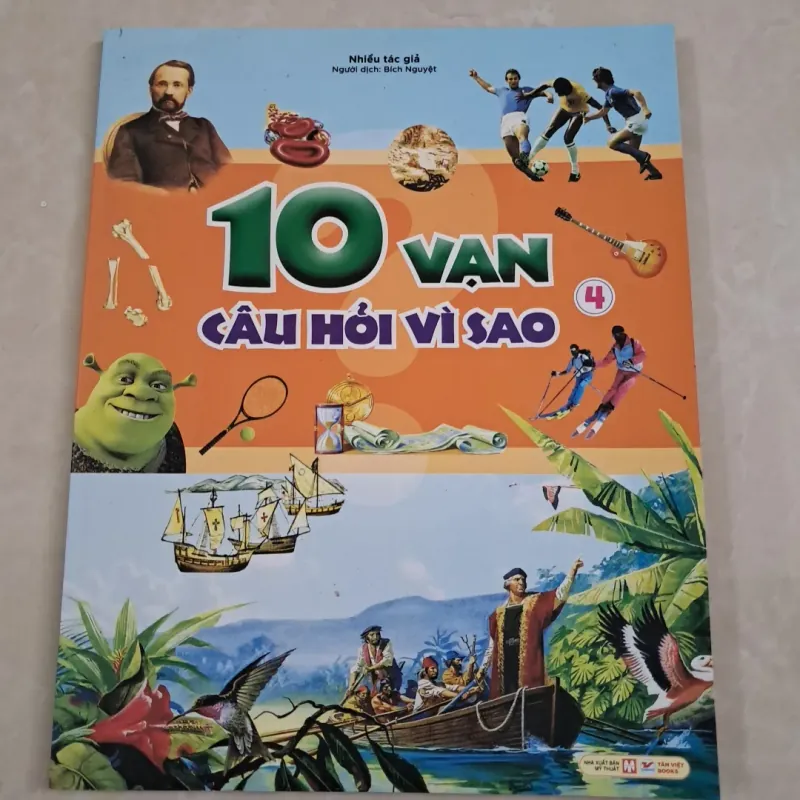 Nhiều tác giả
Người dịch: Bích Nguyệt
10 VẠN
CÂU HỎI VÌ SAO
4
NHÀ XUẤT BẢN
MỸ THUẬT
TÂN VIỆT
BOOKS